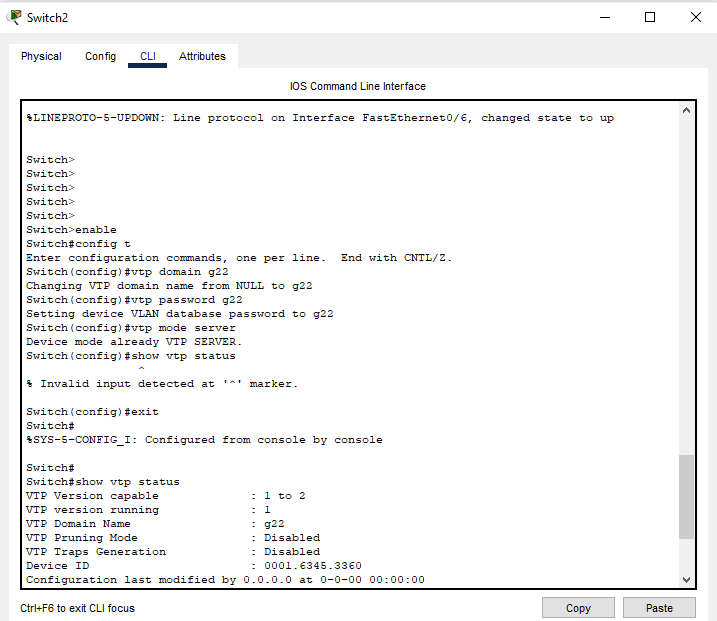 Switch2
Physical Config CLI Attributes
IOS Command Line Interface
%LINEPROTO-5-UPDOWN: Line protocol on Interface FastEthernet0/6, changed state to up
Switch>
Switch>
Switch>
Switch>
Switch>
Switch>enable
Switch#config t
Enter configuration commands, one per line.  End with CNTL/Z.
Switch(config)#vtp domain g22
Changing VTP domain name from NULL to g22
Switch(config)#vtp password g22
Setting device VLAN database password to g22
Switch(config)#vtp mode server
Device mode already VTP SERVER.
Switch(config)#show vtp status
^
% Invalid input detected at '^' marker.
Switch(config)#exit
Switch#
%SYS-5-CONFIG_I: Configured from console by console
Switch#
Switch#show vtp status
VTP Version capable : 1 to 2
VTP version running : 1
VTP Domain Name : g22
VTP Pruning Mode : Disabled
VTP Traps Generation : Disabled
Device ID : 0001.6345.3360
Configuration last modified by 0.0.0.0 at 0-0-00 00:00:00
Ctrl+F6 to exit CLI focus Copy Paste